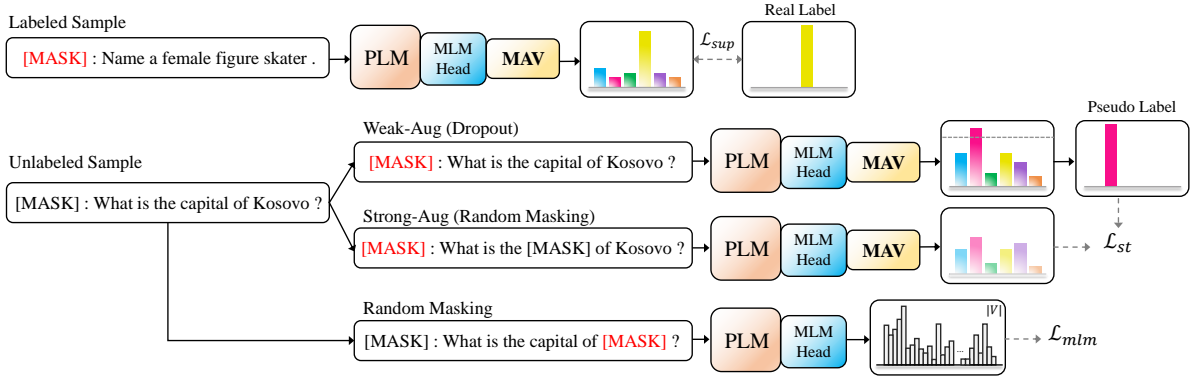 Labeled Sample
[MASK] : Name a female figure skater .
PLM
MLM
Head
MAV
ℒsup
Real Label
Unlabeled Sample
[MASK] : What is the capital of Kosovo ?
Weak-Aug (Dropout)
[MASK] : What is the capital of Kosovo ?
PLM
MLM
Head
MAV
Pseudo Label
Strong-Aug (Random Masking)
[MASK] : What is the [MASK] of Kosovo ?
PLM
MLM
Head
MAV
ℒst
Random Masking
[MASK] : What is the capital of [MASK] ?
PLM
MLM
Head
|V|
...
ℒmlm